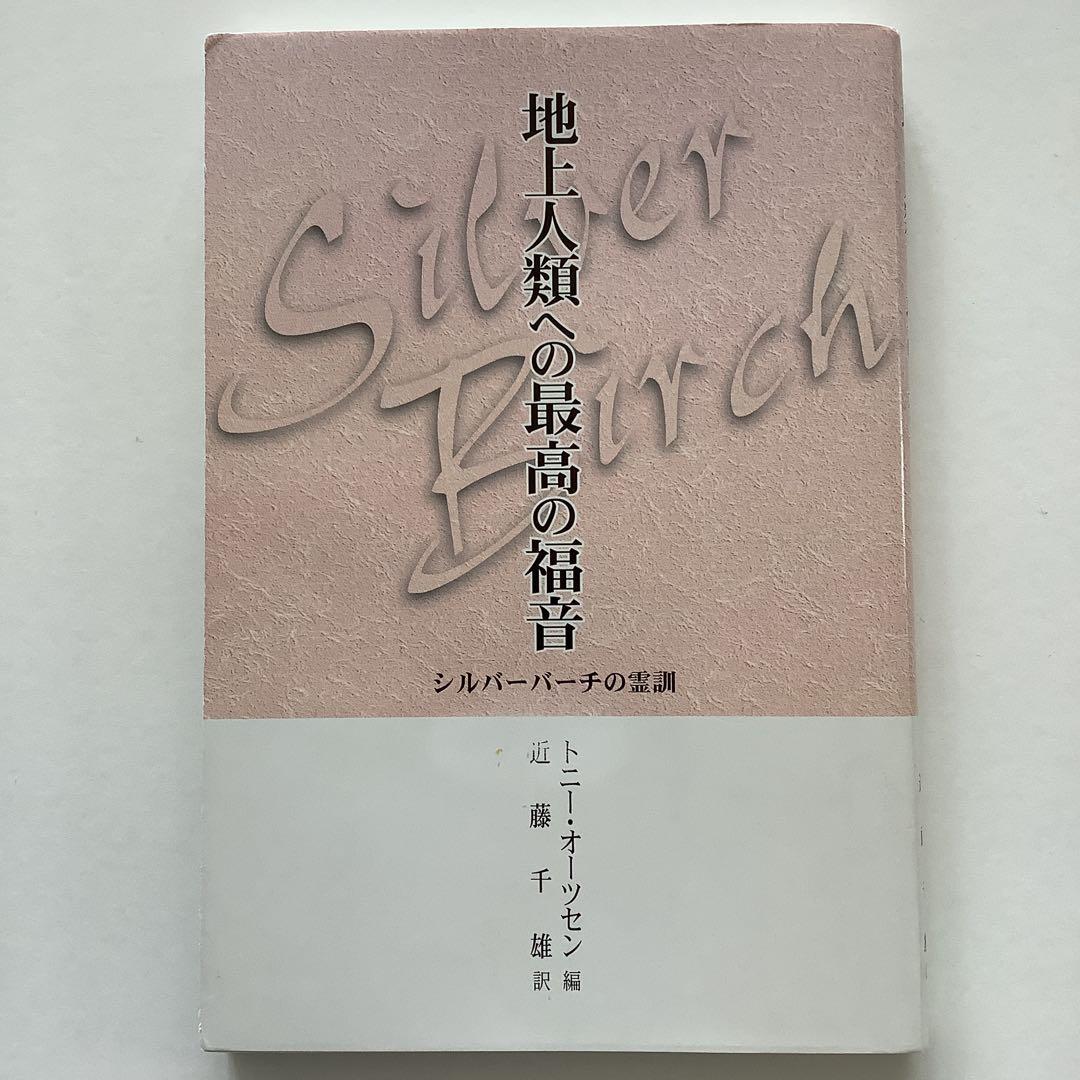 Silver
Birch
地上人類への最高の福音
シルバーバーチの霊訓
トニー・オーツセン 編
近藤千雄 訳